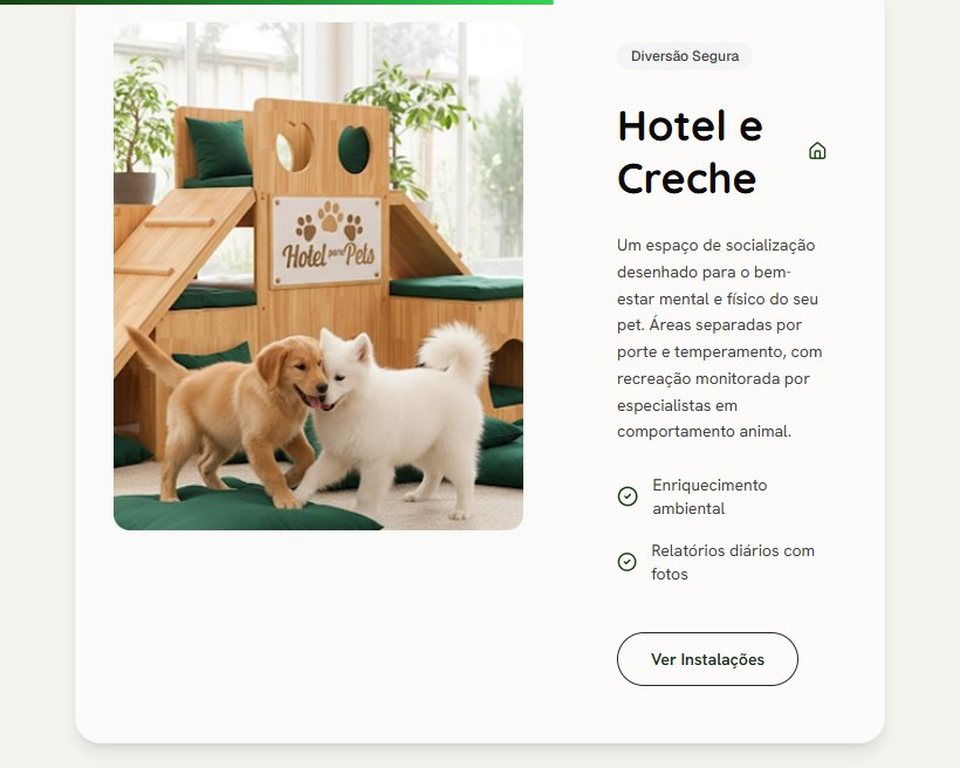 Hotel para Pets
Diversão Segura
Hotel e
Creche
Um espaço de socialização
desenhado para o bem-
estar mental e físico do seu
pet. Áreas separadas por
porte e temperamento, com
recreação monitorada por
especialistas em
comportamento animal.
Enriquecimento
ambiental
Relatórios diários com
fotos
Ver Instalações